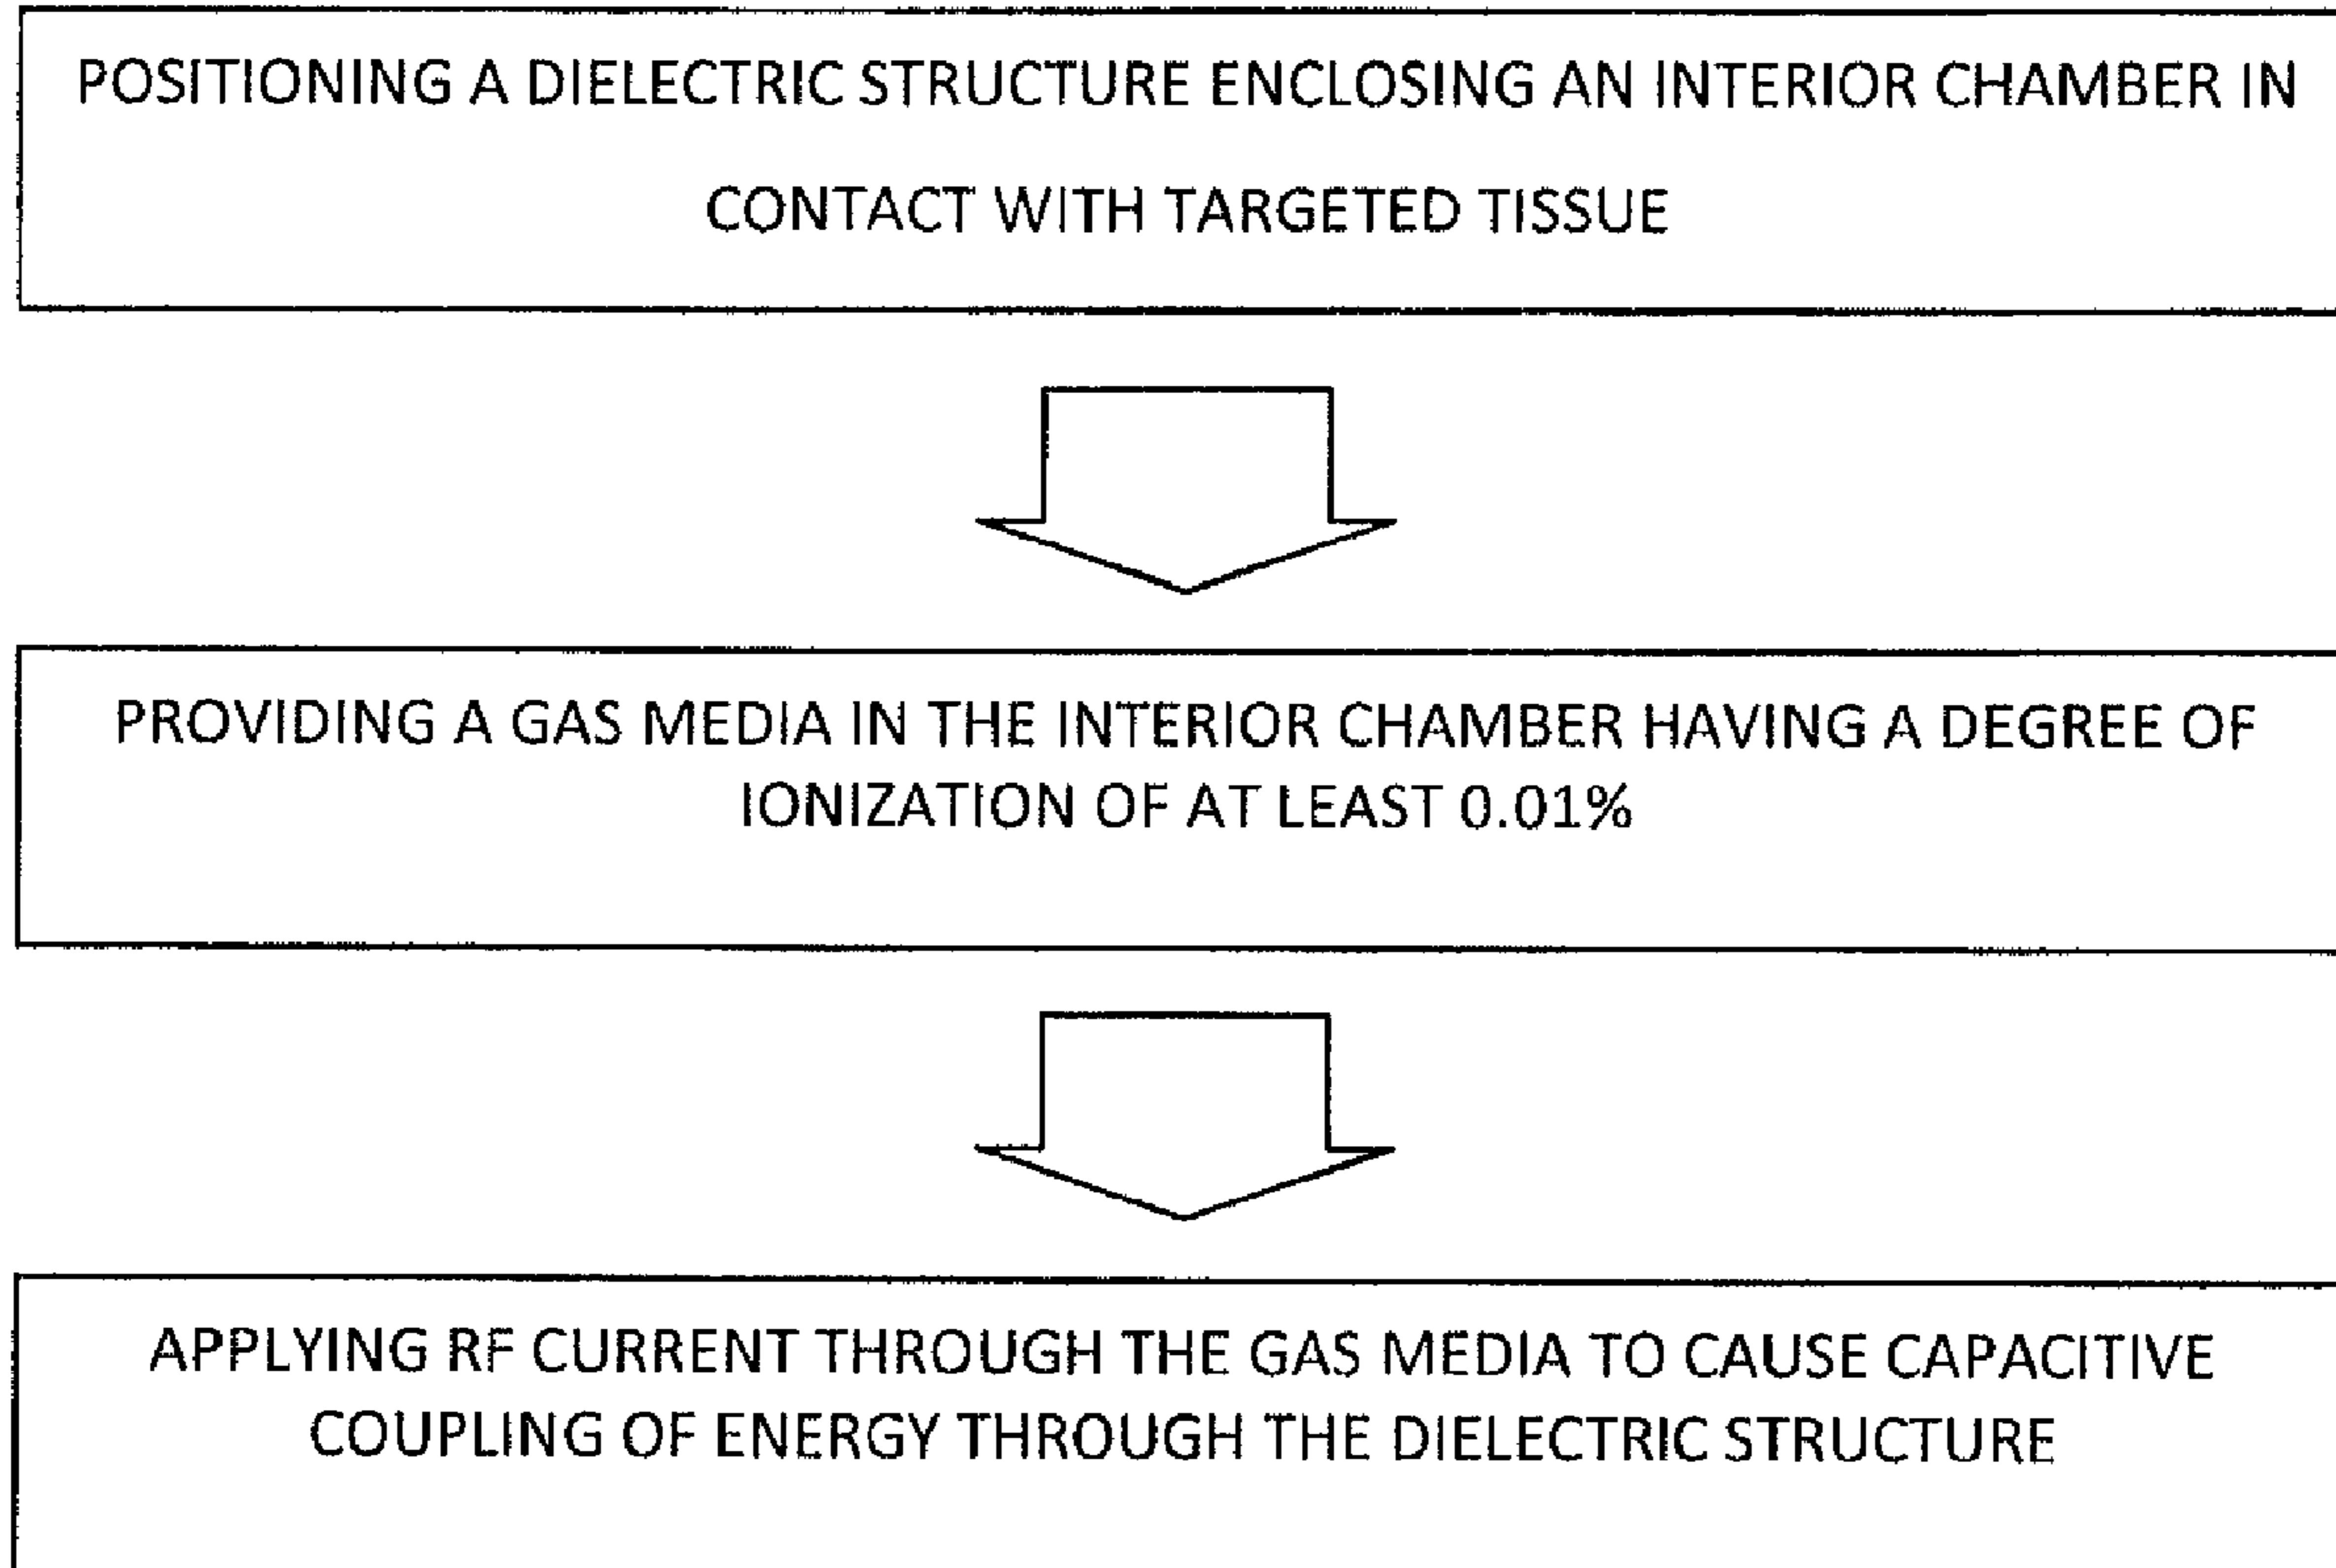 POSITIONING A DIELECTRIC STRUCTURE ENCLOSING AN INTERIOR CHAMBER IN
CONTACT WITH TARGETED TISSUE
PROVIDING A GAS MEDIA IN THE INTERIOR CHAMBER HAVING A DEGREE OF
IONIZATION OF AT LEAST 0.01%
APPLYING RF CURRENT THROUGH THE GAS MEDIA TO CAUSE CAPACITIVE
COUPLING OF ENERGY THROUGH THE DIELECTRIC STRUCTURE